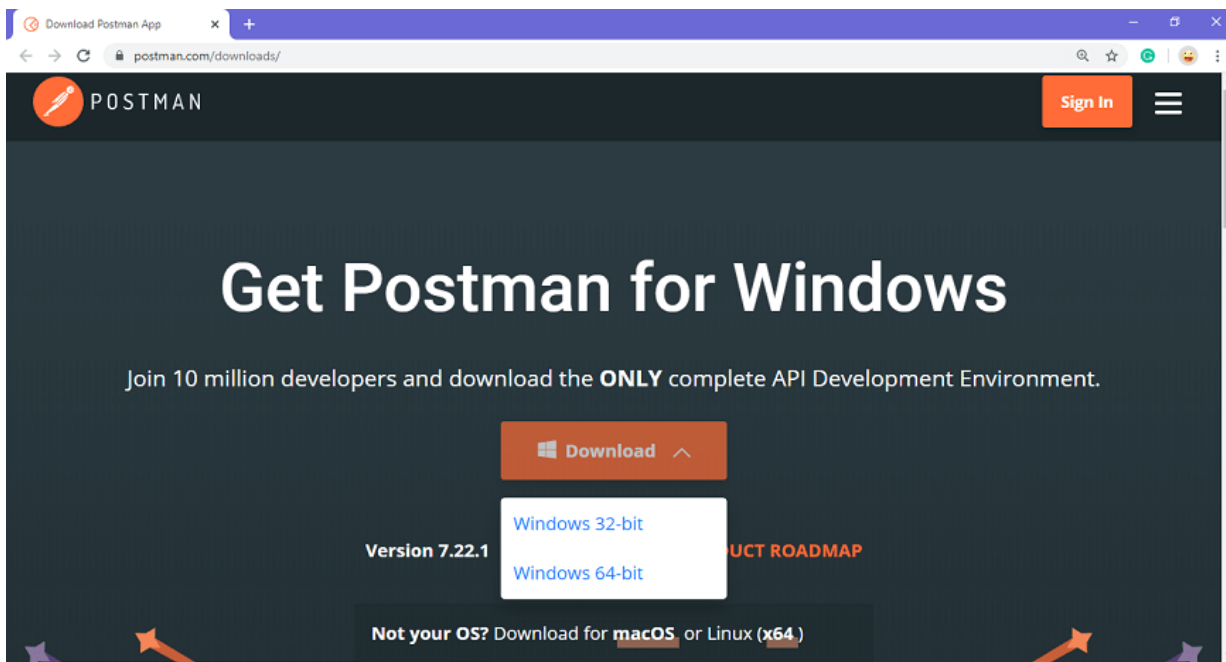 Download Postman App
postman.com/downloads/
POSTMAN
Sign In
Get Postman for Windows
Join 10 million developers and download the ONLY complete API Development Environment.
Download
Windows 32-bit
Version 7.22.1 UCT ROADMAP
Windows 64-bit
Not your OS? Download for macOS or Linux (x64)